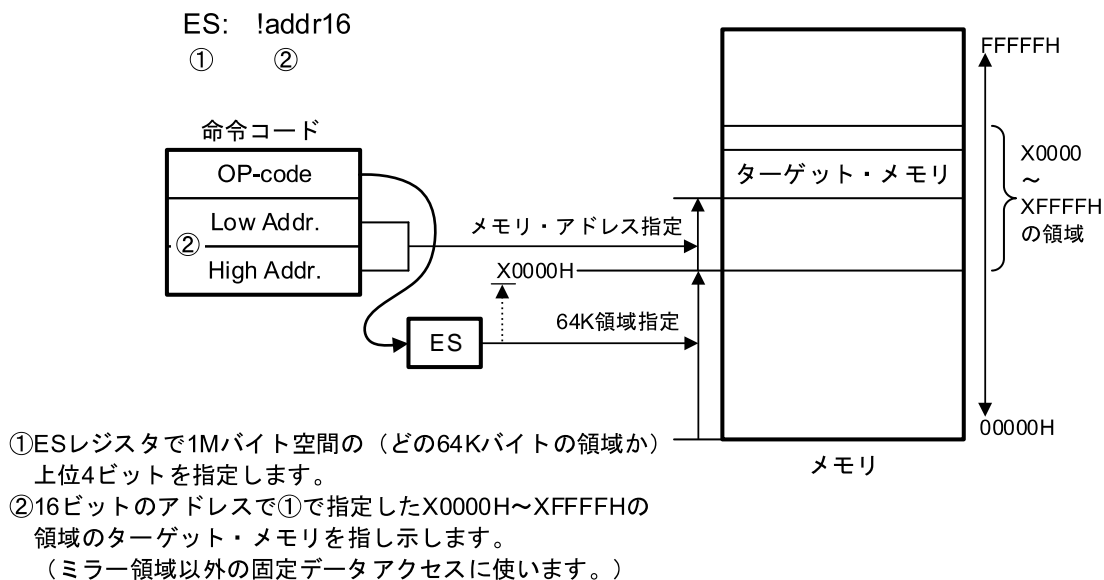 ES: !addr16
① ②
FFFFFH
命令コード
OP-code
Low Addr.
②
High Addr.
ターゲット・メモリ
X0000
～
XFFFFH
の領域
メモリ・アドレス指定
X0000H
64K領域指定
ES
00000H
メモリ
①ESレジスタで1Mバイト空間の（どの64Kバイトの領域か）
上位4ビットを指定します。
②16ビットのアドレスで①で指定したX0000H～XFFFFHの
領域のターゲット・メモリを指し示します。
（ミラー領域以外の固定データアクセスに使います。）